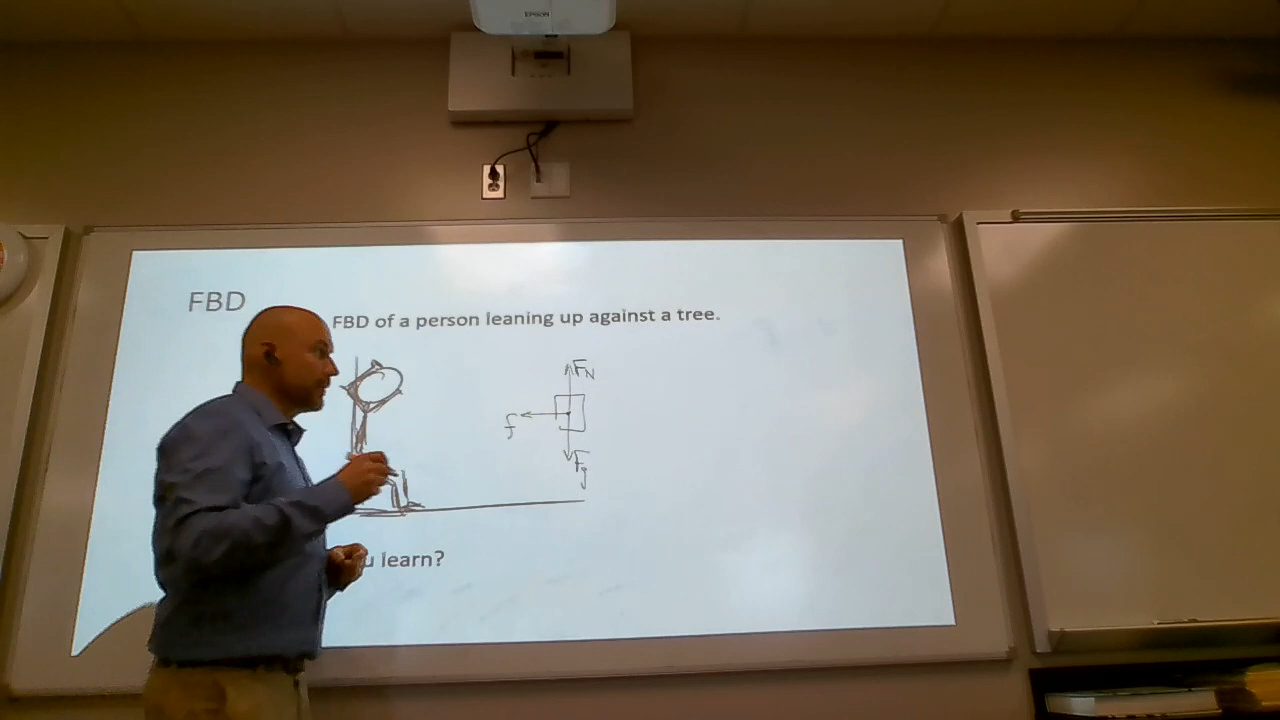 EPSON
FBD
FBD of a person leaning up against a tree.
FN
f
Fg
u learn?